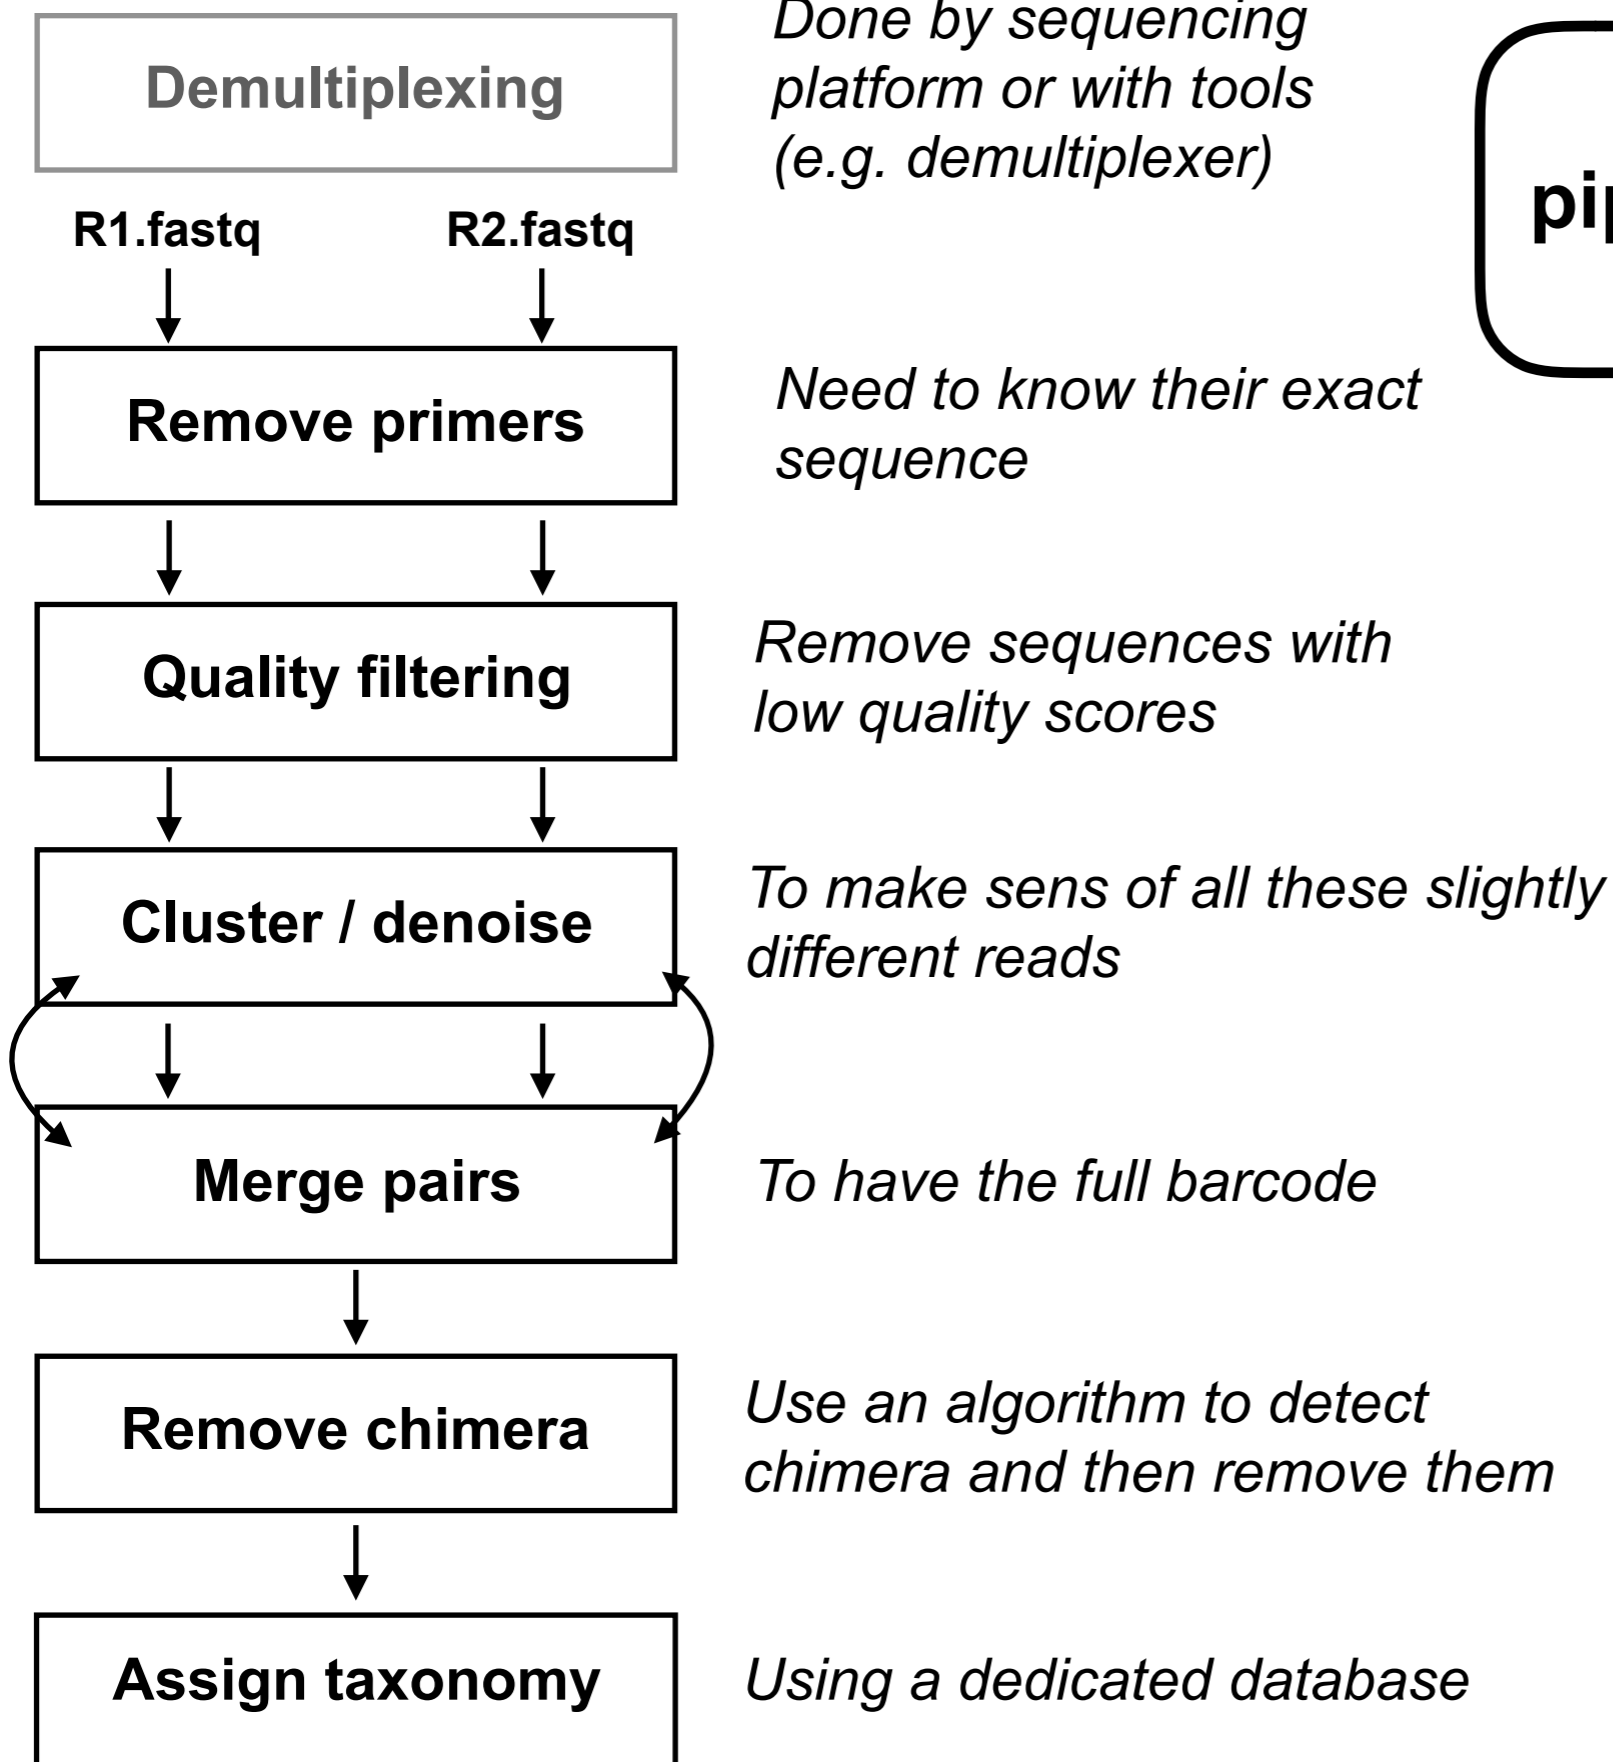 Done by sequencing
platform or with tools
(e.g. demultiplexer)
Demultiplexing
R1.fastq R2.fastq
Remove primers
Need to know their exact
sequence
Quality filtering
Remove sequences with
low quality scores
Cluster / denoise
To make sens of all these slightly
different reads
Merge pairs
To have the full barcode
Remove chimera
Use an algorithm to detect
chimera and then remove them
Assign taxonomy
Using a dedicated database